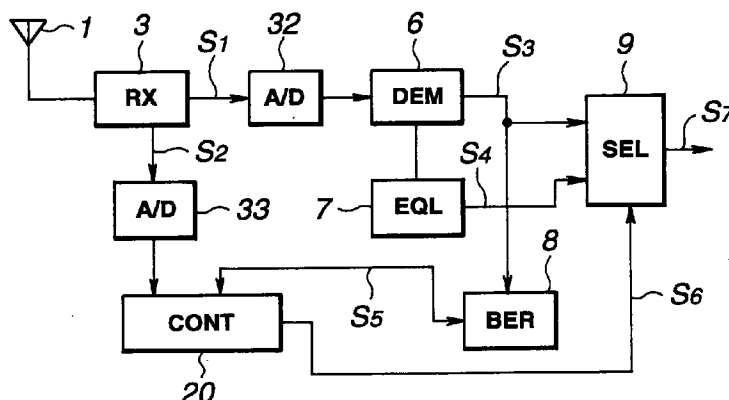 1
3
S1
32
6
S3
9
RX
A/D
DEM
SEL
S7
S2
S4
A/D
33
7
EQL
8
S5
S6
CONT
BER
20